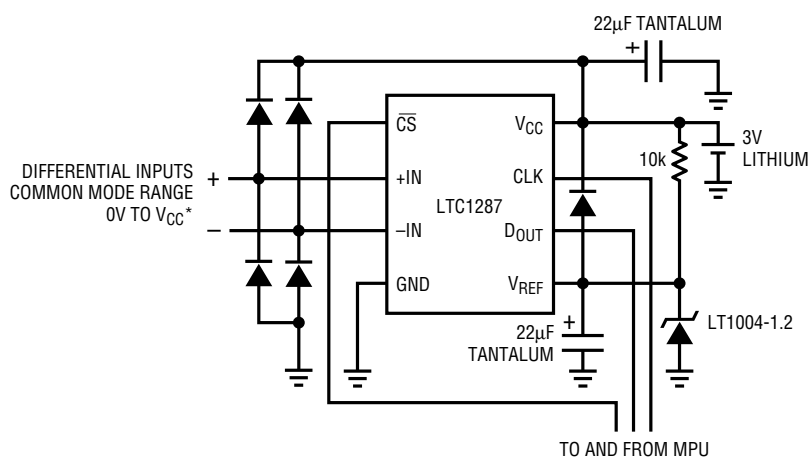 22µF TANTALUM
+
C̅S̅
VCC
3V
LITHIUM
10k
DIFFERENTIAL INPUTS
COMMON MODE RANGE
0V TO VCC*
+
–
+IN
CLK
LTC1287
–IN
DOUT
GND
VREF
LT1004-1.2
22µF
TANTALUM
+
TO AND FROM MPU